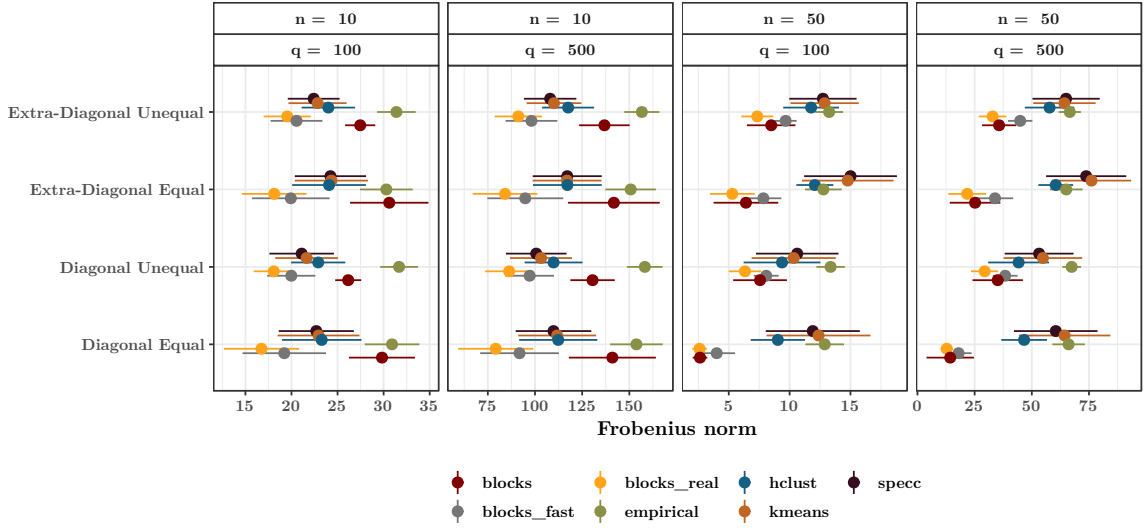 n = 10
n = 10
n = 50
n = 50
q = 100
q = 500
q = 100
q = 500
Extra-Diagonal Unequal
Extra-Diagonal Equal
Diagonal Unequal
Diagonal Equal
15 20 25 30 35
75 100 125 150
5 10 15
0 25 50 75
Frobenius norm
blocks blocks_real hclust specc
blocks_fast empirical kmeans